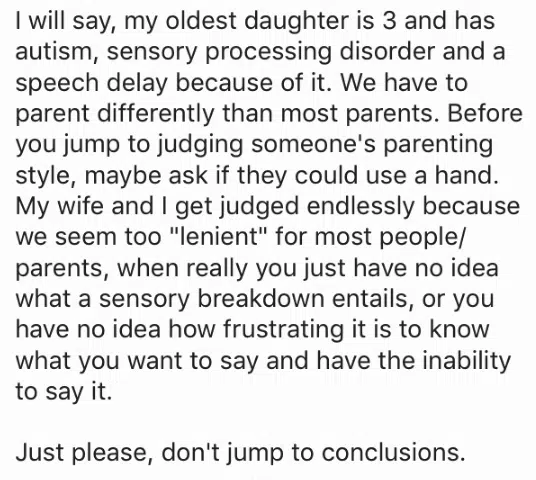 I will say, my oldest daughter is 3 and has
autism, sensory processing disorder and a
speech delay because of it. We have to
parent differently than most parents. Before
you jump to judging someone's parenting
style, maybe ask if they could use a hand.
My wife and I get judged endlessly because
we seem too "lenient" for most people/
parents, when really you just have no idea
what a sensory breakdown entails, or you
have no idea how frustrating it is to know
what you want to say and have the inability
to say it.

Just please, don't jump to conclusions.